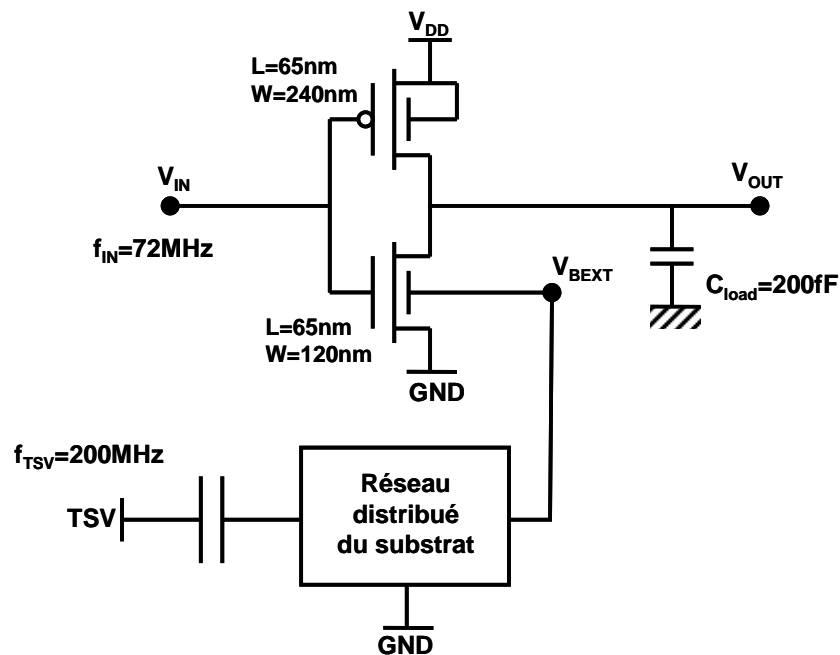 V_DD
L=65nm
W=240nm
V_IN
V_OUT
f_IN=72MHz
V_BEXT
C_load=200fF
L=65nm
W=120nm
GND
f_TSV=200MHz
TSV
Réseau
distribué
du substrat
GND